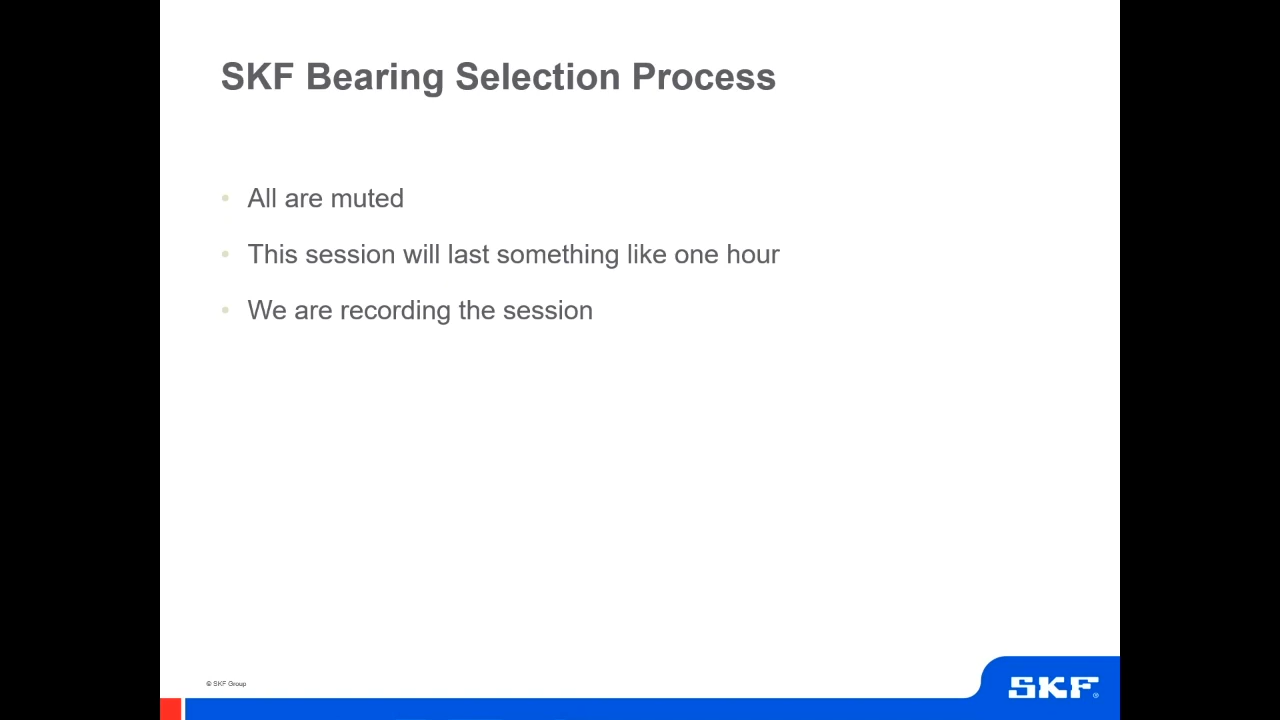 SKF Bearing Selection Process
• All are muted
• This session will last something like one hour
• We are recording the session
© SKF Group
SKF®